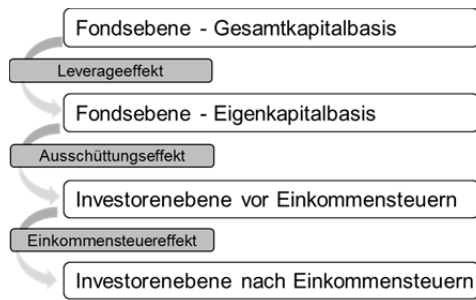 Fondsebene - Gesamtkapitalbasis
Leverageeffekt
Fondsebene - Eigenkapitalbasis
Ausschüttungseffekt
Investorenebene vor Einkommensteuern
Einkommensteuereffekt
Investorenebene nach Einkommensteuern